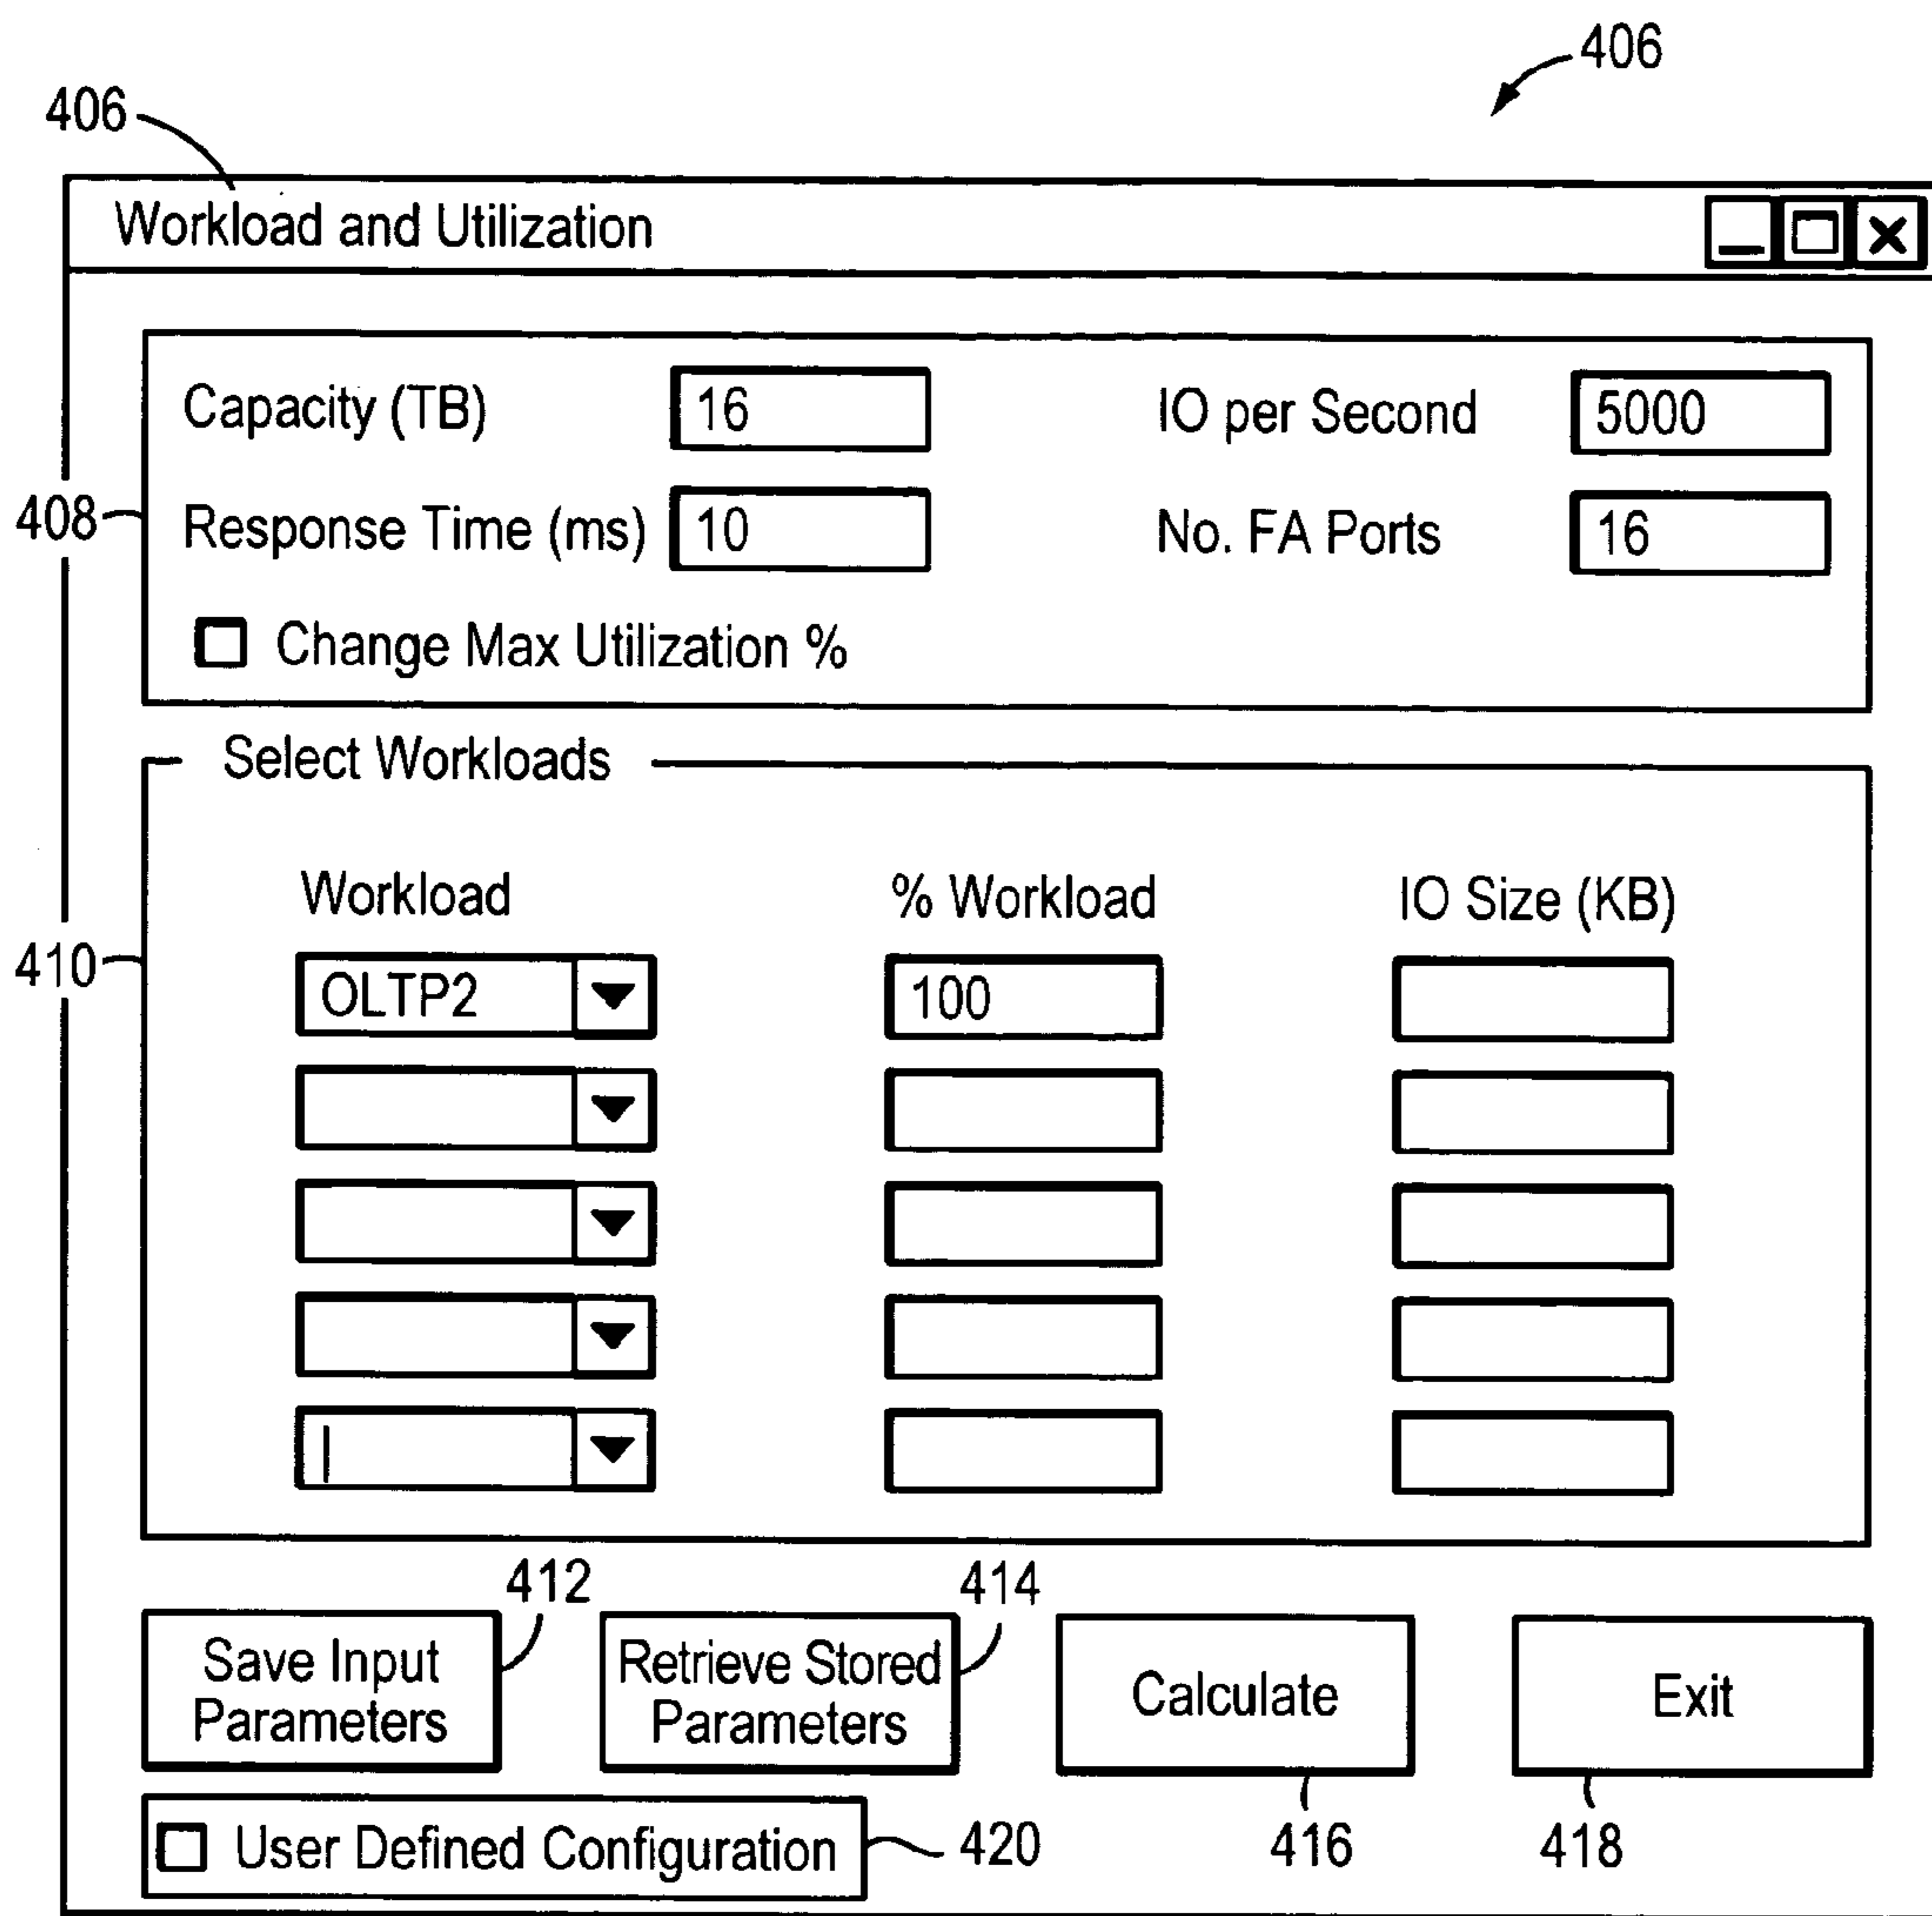 406
406
Workload and Utilization
Capacity (TB) 16 IO per Second 5000
408
Response Time (ms) 10 No. FA Ports 16
Change Max Utilization %
Select Workloads
Workload % Workload IO Size (KB)
410
OLTP2 100
412 414
Save Input Parameters
Retrieve Stored Parameters
Calculate
Exit
User Defined Configuration 420 416 418